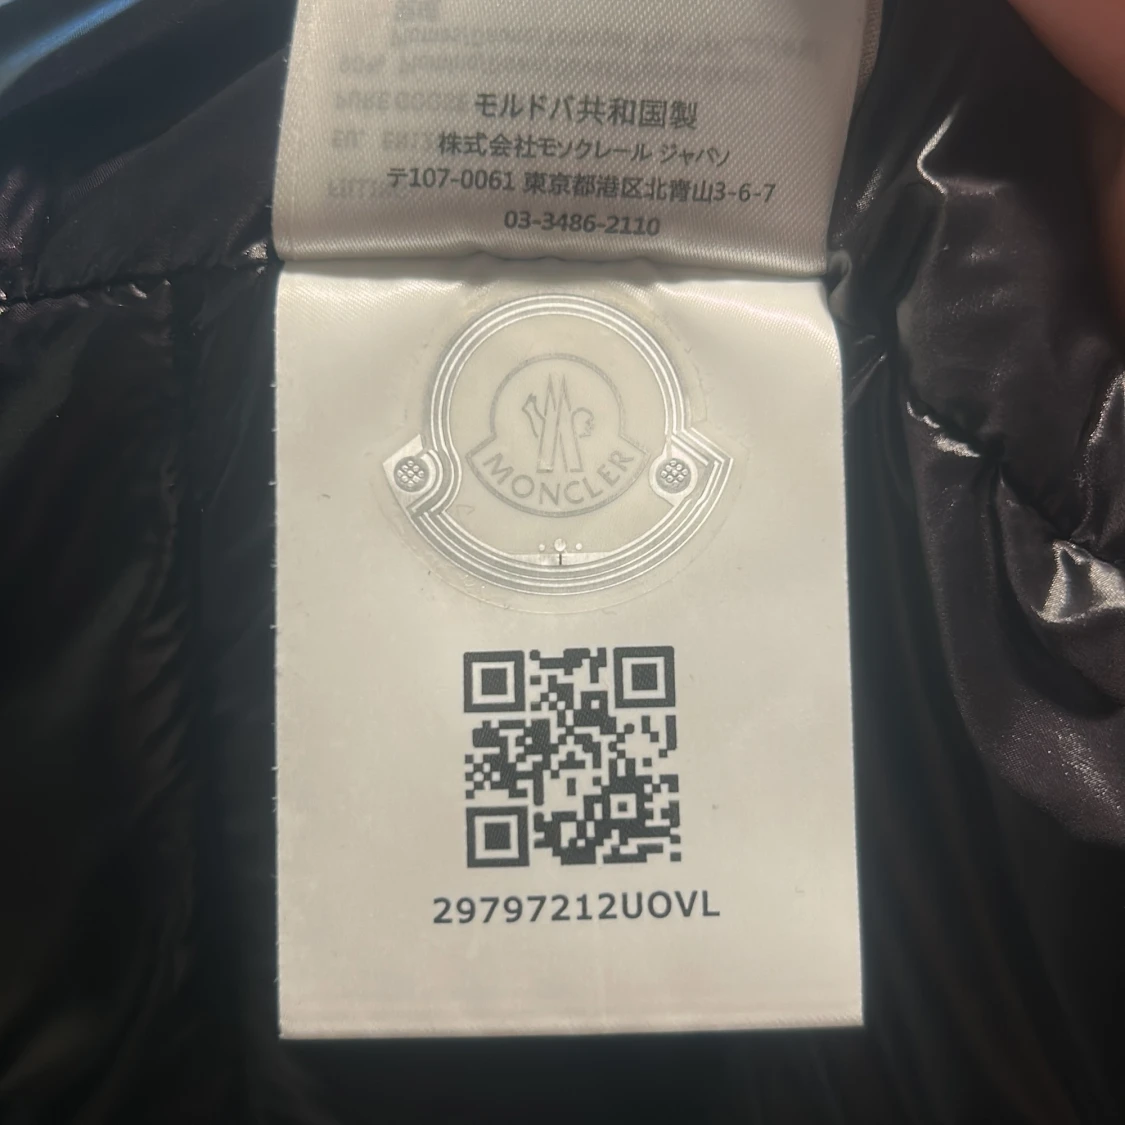 モルドバ共和国製
株式会社モンクレール ジャパン
〒107-0061 東京都港区北青山3-6-7
03-3486-2110
MONCLER
29797212UOVL